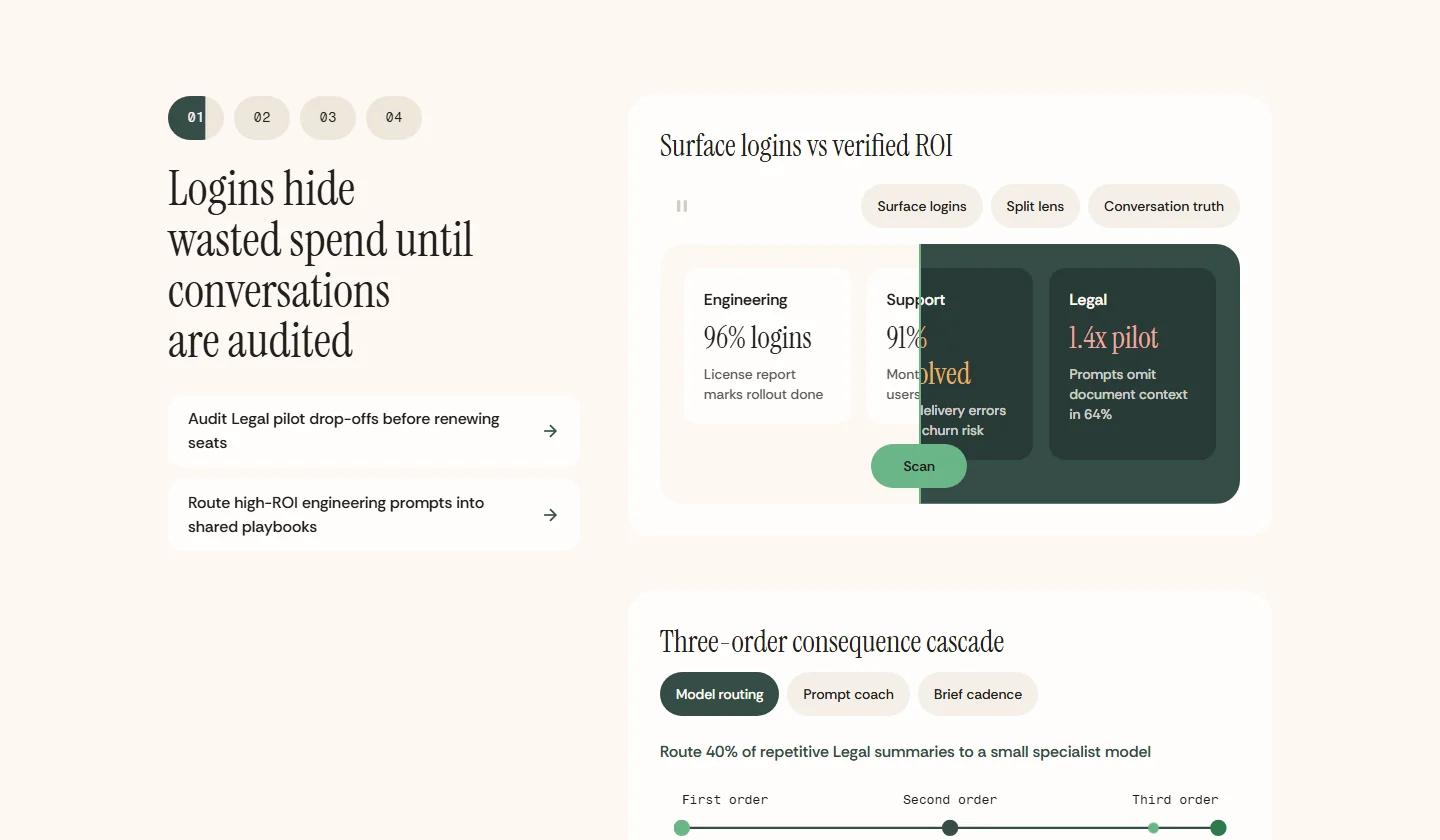 01
02
03
04
Logins hide
wasted spend until
conversations
are audited
Audit Legal pilot drop-offs before renewing
seats
Route high-ROI engineering prompts into
shared playbooks
Surface logins vs verified ROI
Surface logins
Split lens
Conversation truth
Engineering
96% logins
License report
marks rollout done
Support
91%
olved
Mont
users
elivery errors
churn risk
Scan
Legal
1.4x pilot
Prompts omit
document context
in 64%
Three-order consequence cascade
Model routing
Prompt coach
Brief cadence
Route 40% of repetitive Legal summaries to a small specialist model
First order
Second order
Third order